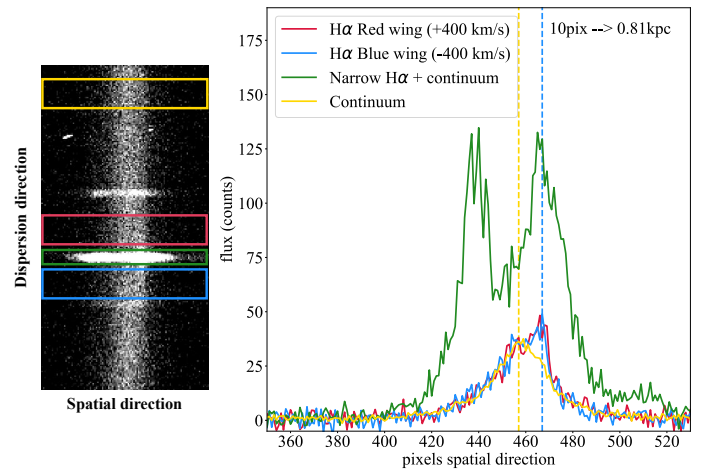 Dispersion direction
Spatial direction
Hα Red wing (+400 km/s)
Hα Blue wing (-400 km/s)
Narrow Hα + continuum
Continuum
10pix --> 0.81kpc
flux (counts)
175
150
125
100
75
50
25
0
360 380 400 420 440 460 480 500 520
pixels spatial direction